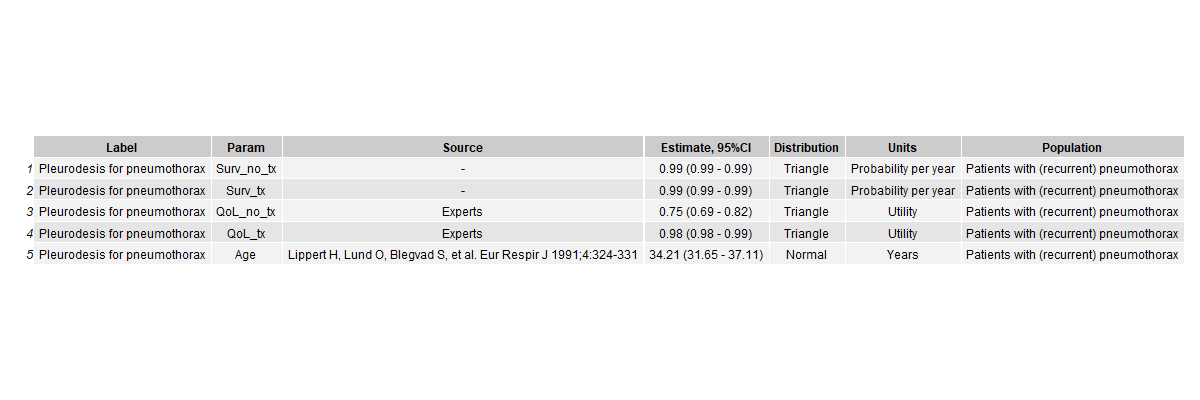 Label Param Source Estimate, 95%CI Distribution Units Population
1 Pleurodesis for pneumothorax Surv_no_tx - 0.99 (0.99 - 0.99) Triangle Probability per year Patients with (recurrent) pneumothorax
2 Pleurodesis for pneumothorax Surv_tx - 0.99 (0.99 - 0.99) Triangle Probability per year Patients with (recurrent) pneumothorax
3 Pleurodesis for pneumothorax QoL_no_tx Experts 0.75 (0.69 - 0.82) Triangle Utility Patients with (recurrent) pneumothorax
4 Pleurodesis for pneumothorax QoL_tx Experts 0.98 (0.98 - 0.99) Triangle Utility Patients with (recurrent) pneumothorax
5 Pleurodesis for pneumothorax Age Lippert H, Lund O, Blegvad S, et al. Eur Respir J 1991;4:324-331 34.21 (31.65 - 37.11) Normal Years Patients with (recurrent) pneumothorax